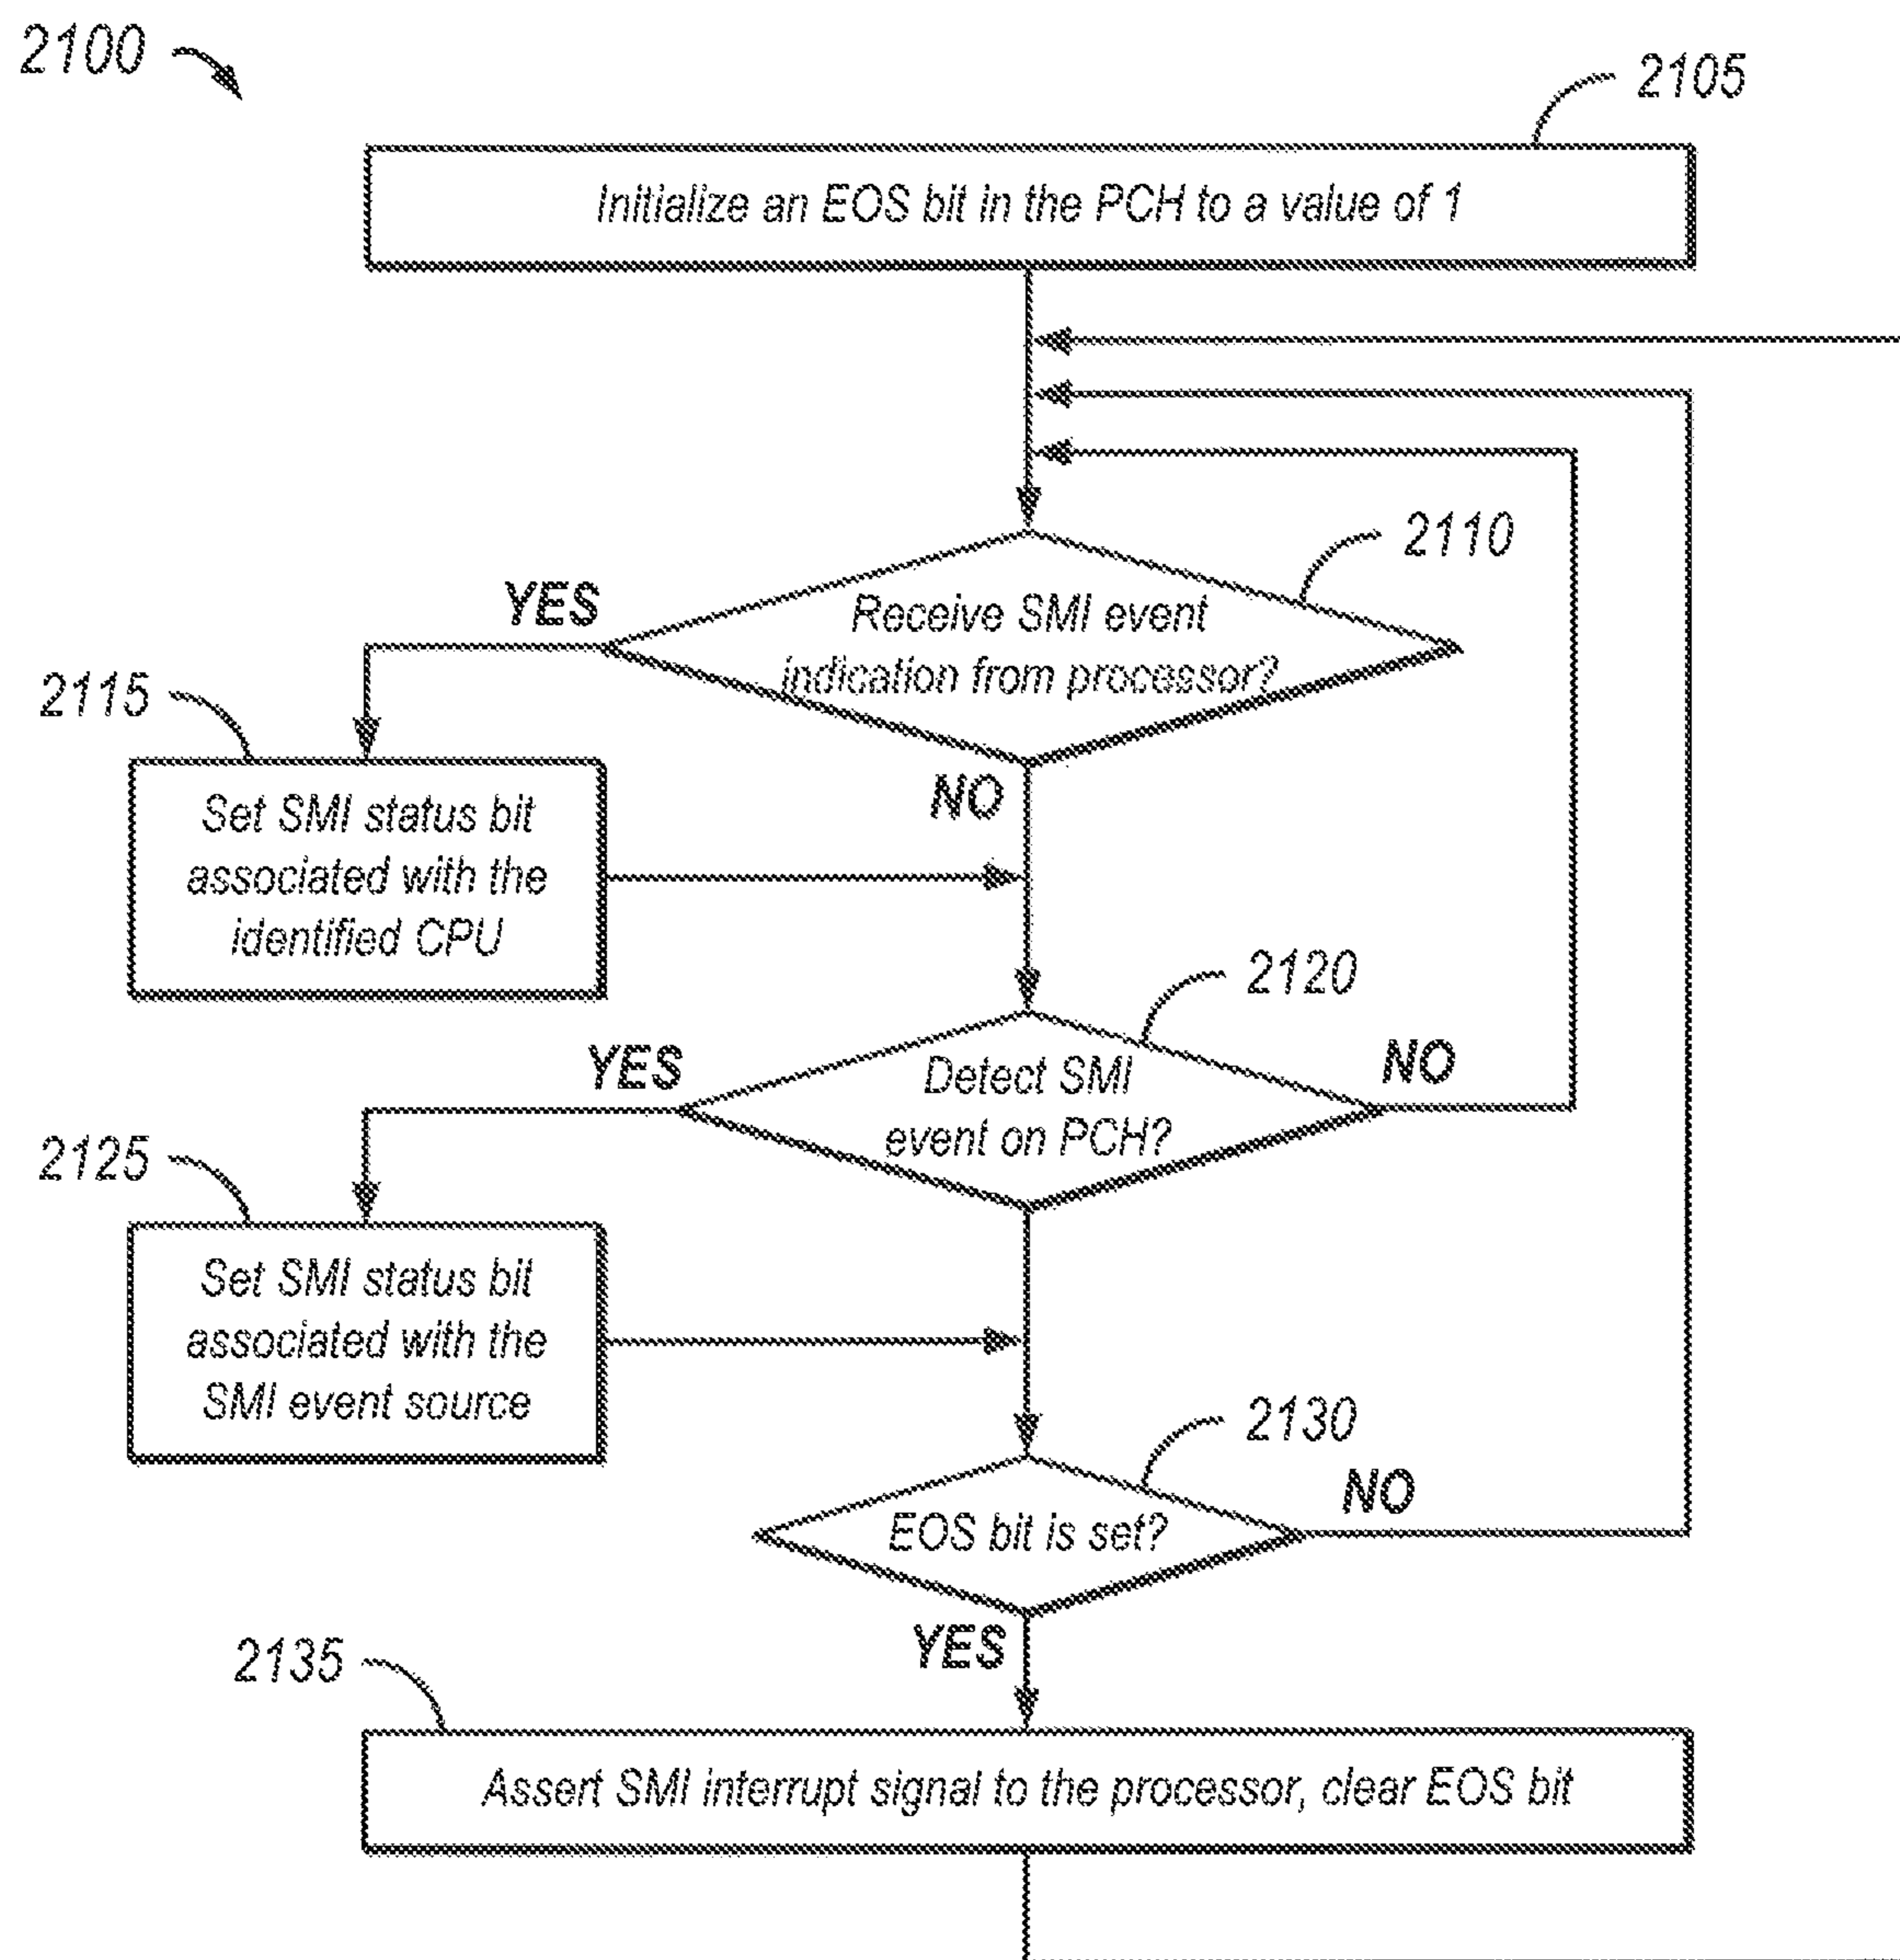 2100
2105
Initialize an EOS bit in the PCH to a value of 1
2110
Receive SMI event
indication from processor?
YES
NO
2115
Set SMI status bit
associated with the
identified CPU
2120
Detect SMI
event on PCH?
YES
NO
2125
Set SMI status bit
associated with the
SMI event source
2130
EOS bit is set?
NO
YES
2135
Assert SMI interrupt signal to the processor, clear EOS bit